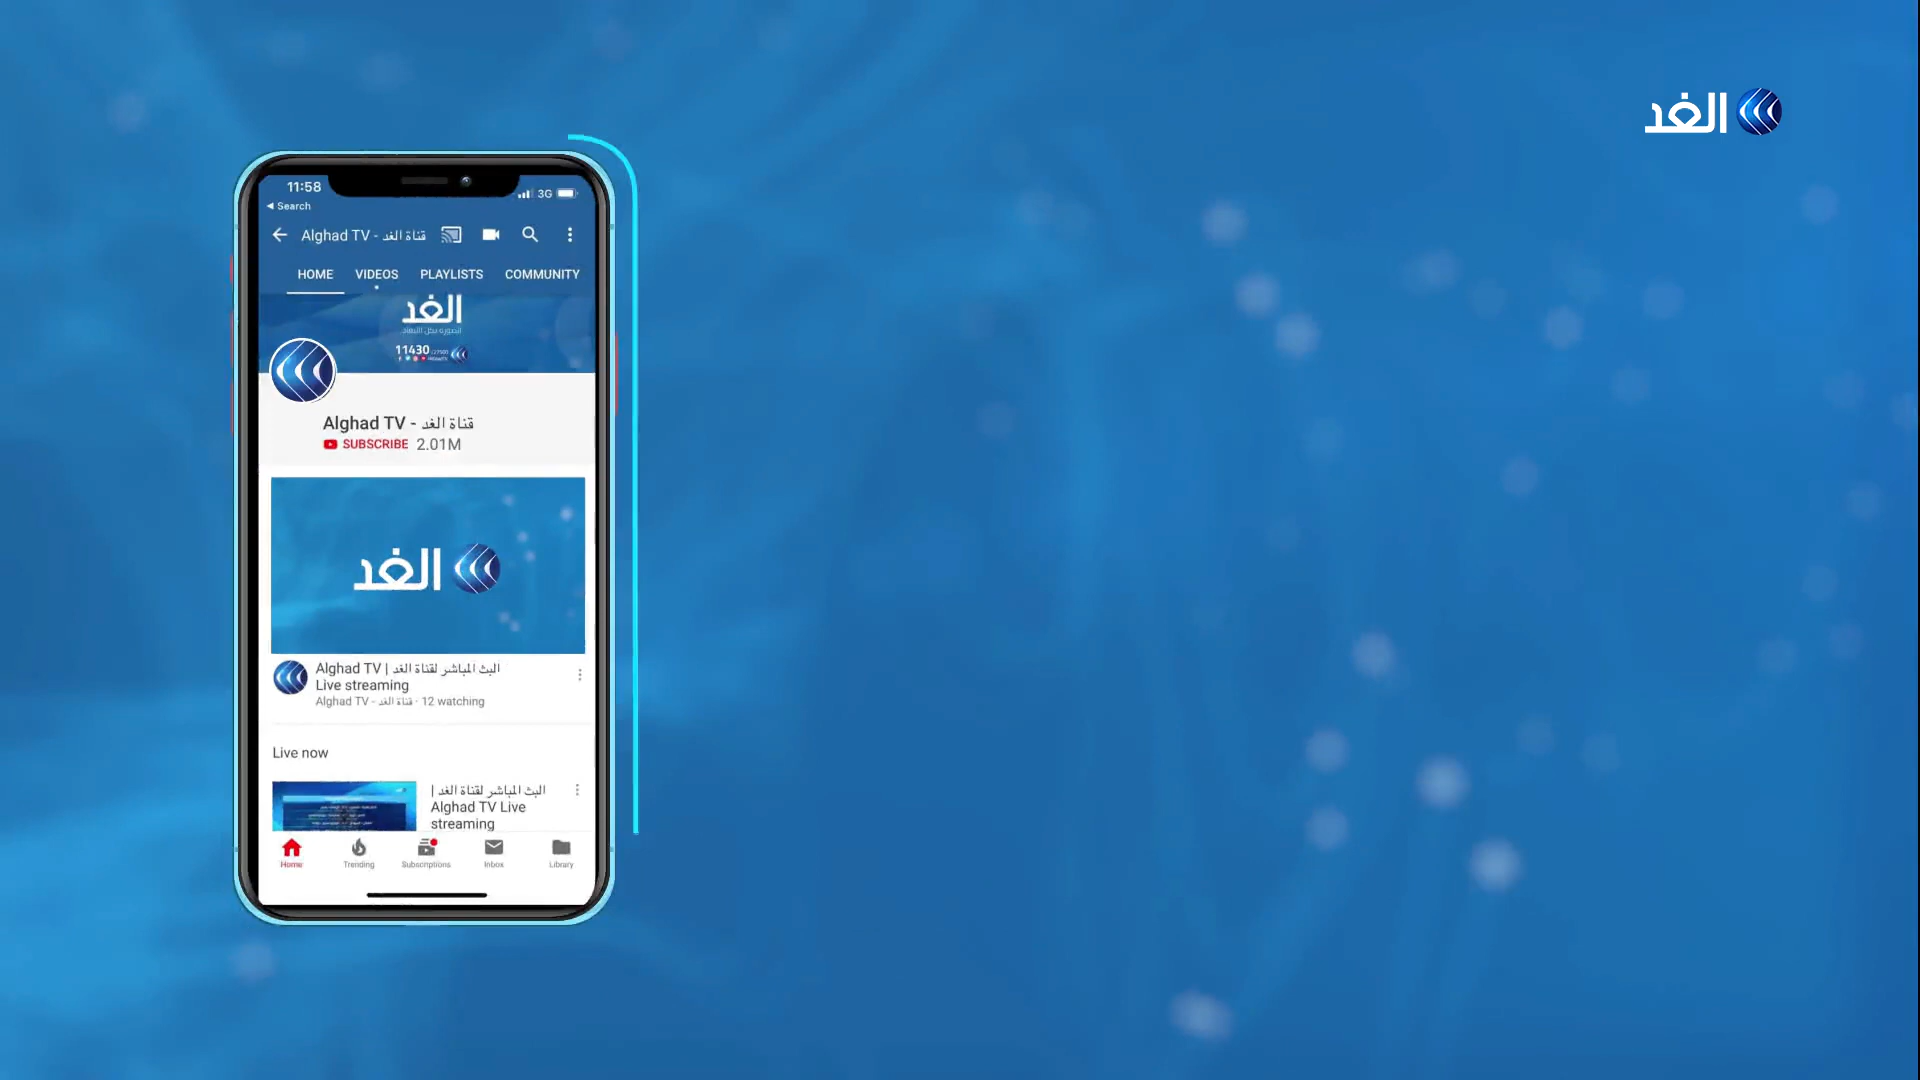 الغد
11:58
3G
Search
Alghad TV - قناة الغد
HOME VIDEOS PLAYLISTS COMMUNITY
الغد
11430
Alghad TV - قناة الغد
SUBSCRIBE 2.01M
الغد
Alghad TV | البث المباشر لقناة الغد
Live streaming
Alghad TV - قناة الغد · 12 watching
Live now
البث المباشر لقناة الغد |
Alghad TV Live
streaming
Home Trending Subscriptions Inbox Library